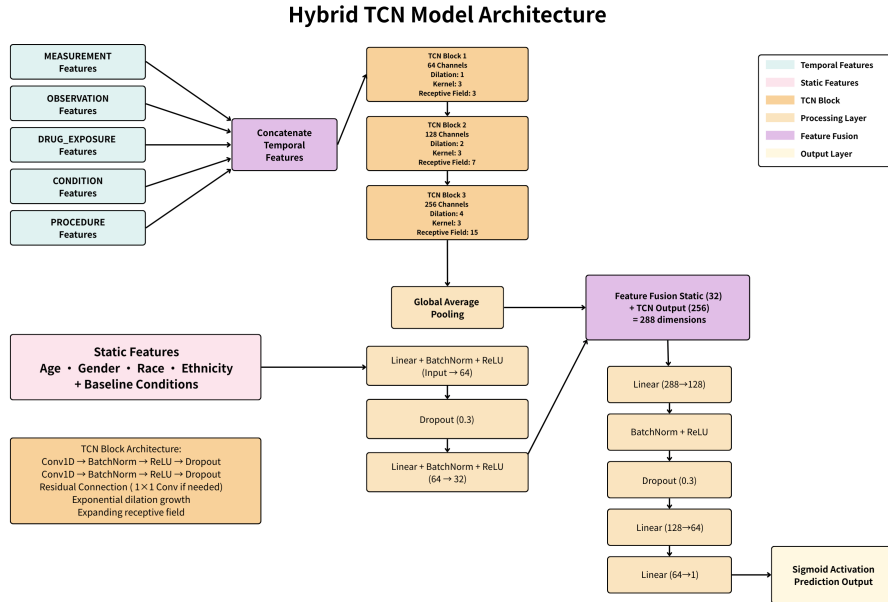 Hybrid TCN Model Architecture
MEASUREMENT
Features
OBSERVATION
Features
DRUG_EXPOSURE
Features
CONDITION
Features
PROCEDURE
Features
Concatenate
Temporal
Features
TCN Block 1
64 Channels
Dilation: 1
Kernel: 3
Receptive Field: 3
TCN Block 2
128 Channels
Dilation: 2
Kernel: 3
Receptive Field: 7
TCN Block 3
256 Channels
Dilation: 4
Kernel: 3
Receptive Field: 15
Temporal Features
Static Features
TCN Block
Processing Layer
Feature Fusion
Output Layer
Global Average
Pooling
Feature Fusion Static (32)
+ TCN Output (256)
= 288 dimensions
Static Features
Age • Gender • Race • Ethnicity
+ Baseline Conditions
Linear + BatchNorm + ReLU
(Input → 64)
Dropout (0.3)
Linear + BatchNorm + ReLU
(64 → 32)
TCN Block Architecture:
Conv1D → BatchNorm → ReLU → Dropout
Conv1D → BatchNorm → ReLU → Dropout
Residual Connection ( 1×1 Conv if needed)
Exponential dilation growth
Expanding receptive field
Linear (288→128)
BatchNorm + ReLU
Dropout (0.3)
Linear (128→64)
Linear (64→1)
Sigmoid Activation
Prediction Output